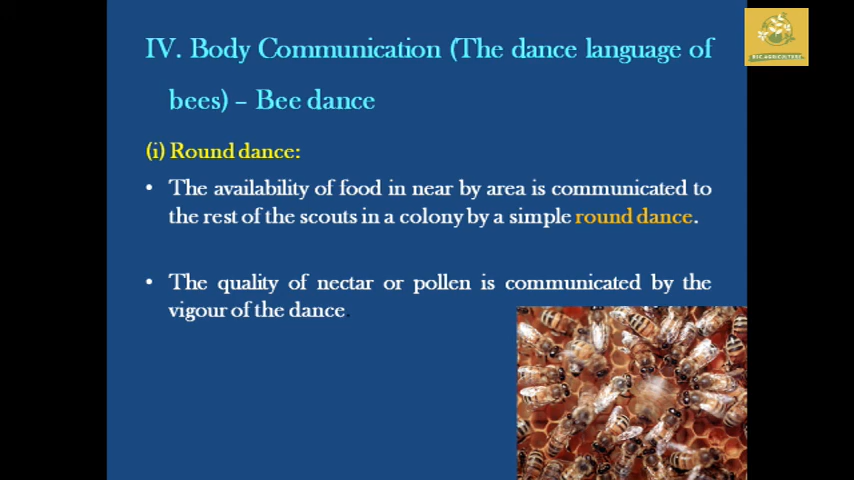 IV. Body Communication (The dance language of
bees) – Bee dance
(i) Round dance:
• The availability of food in near by area is communicated to
the rest of the scouts in a colony by a simple round dance.
• The quality of nectar or pollen is communicated by the
vigour of the dance.